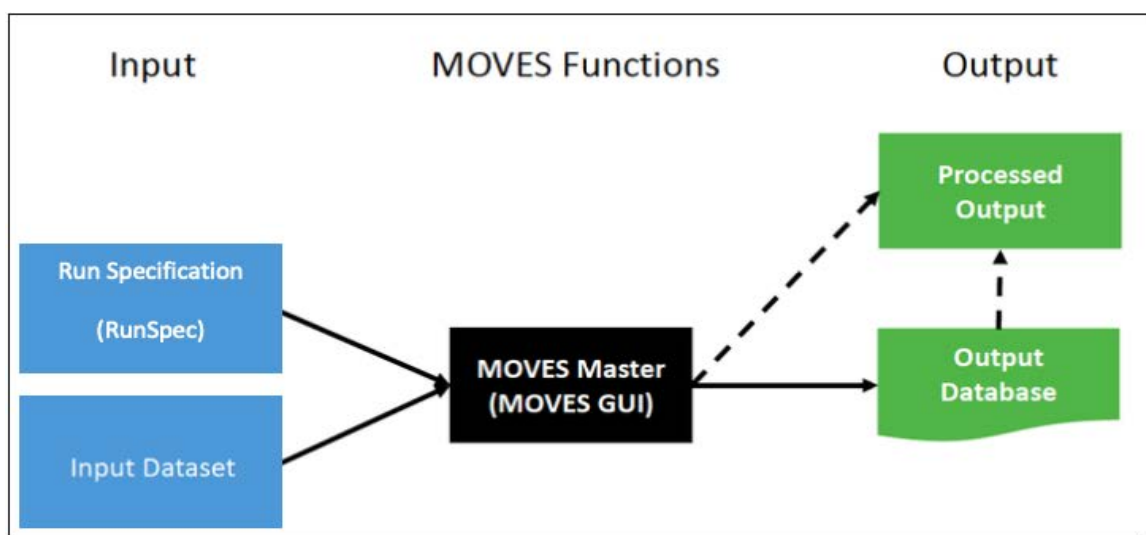 Input
MOVES Functions
Output
Processed
Output
Run Specification
(RunSpec)
MOVES Master
(MOVES GUI)
Output
Database
Input Dataset